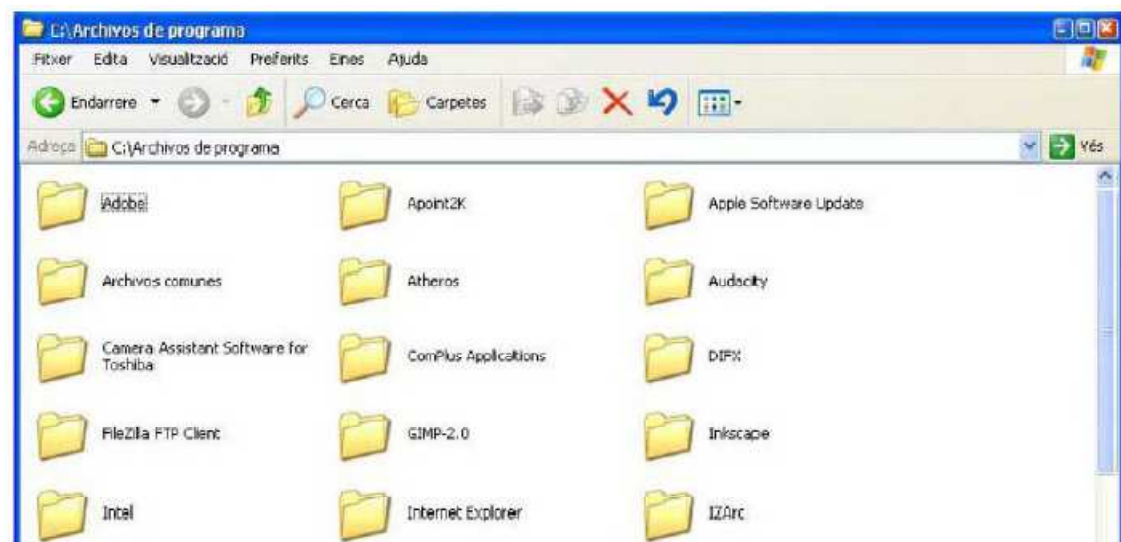 C:\Archivos de programa
Fitxer Edita Visualització Preferits Eines Ajuda
Endarrere Cerca Carpetes
Adreça C:\Archivos de programa Vés
Adobe Apoint2K Apple Software Update
Archivos comunes Atheros Audacity
Camera Assistant Software for
Toshiba
ComPlus Applications DIFX
FileZilla FTP Client GIMP-2.0 Inkscape
Intel Internet Explorer IZArc